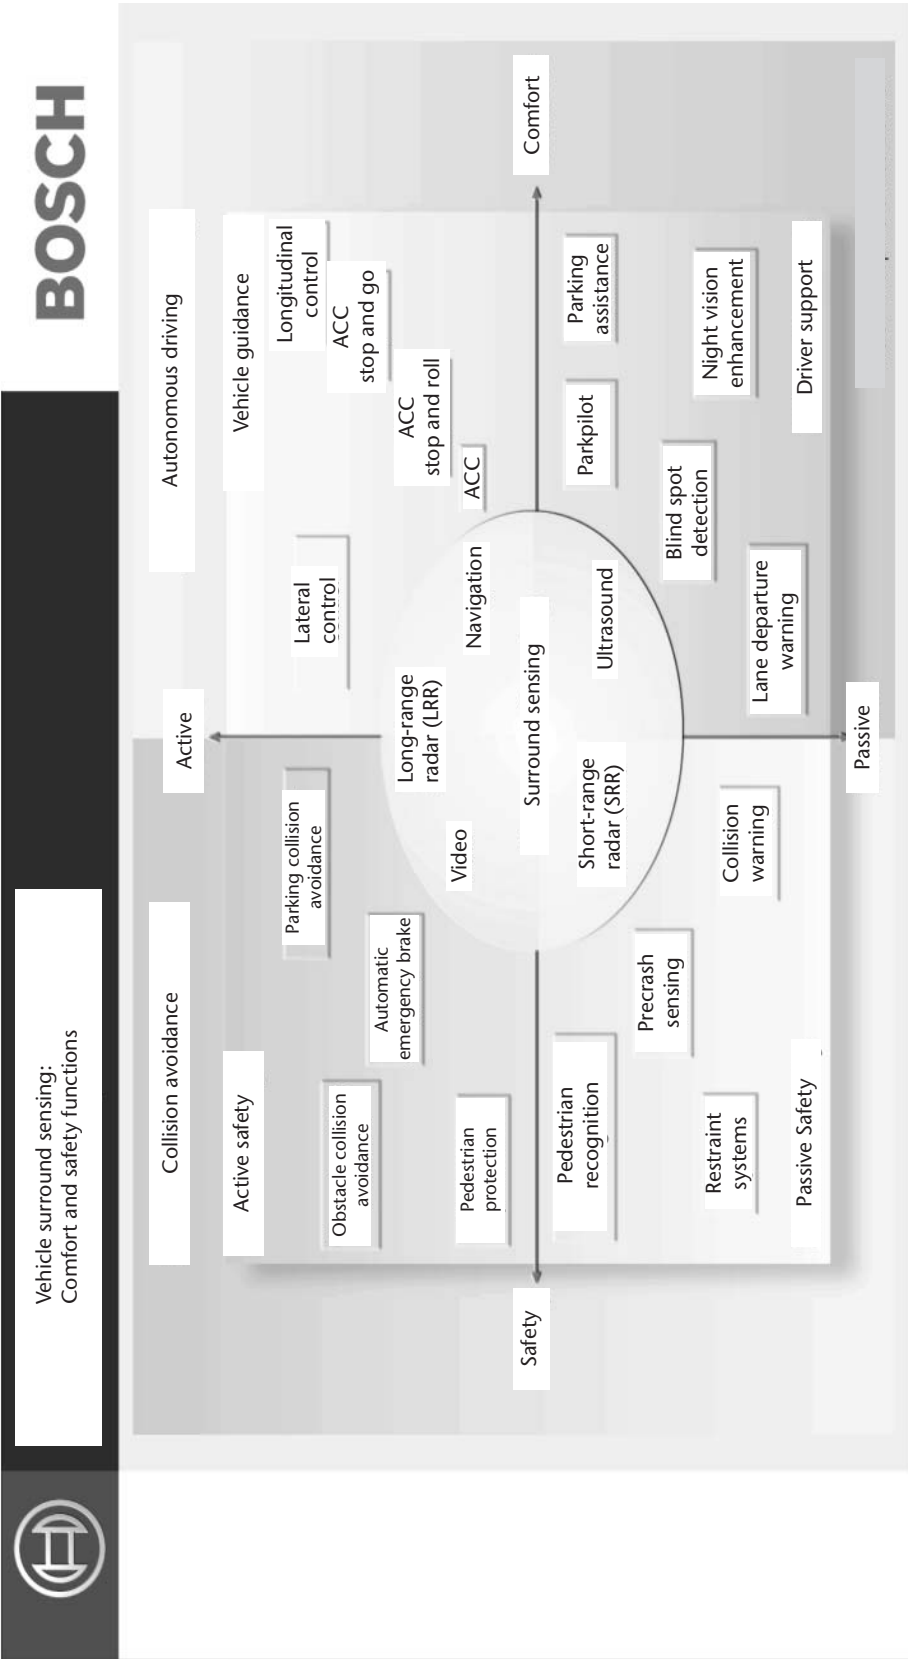 Vehicle surround sensing:
Comfort and safety functions
BOSCH
Collision avoidance
Autonomous driving
Active
Active safety
Vehicle guidance
Parking collision
avoidance
Lateral
control
Longitudinal
control
Obstacle collision
avoidance
ACC
stop and go
Automatic
emergency brake
Long-range
radar (LRR)
ACC
stop and roll
Pedestrian
protection
Video
Navigation
ACC
Safety
Surround sensing
Comfort
Pedestrian
recognition
Short-range
radar (SRR)
Ultrasound
Parkpilot
Parking
assistance
Precrash
sensing
Blind spot
detection
Restraint
systems
Collision
warning
Night vision
enhancement
Lane departure
warning
Passive Safety
Driver support
Passive